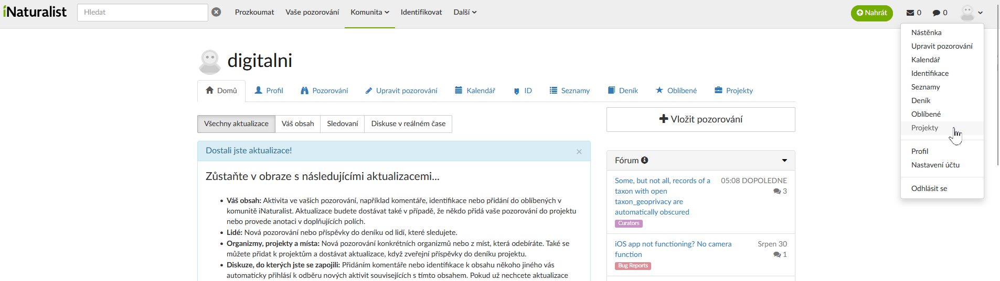 iNaturalist
Hledat
Prozkoumat
Vaše pozorování
Komunita
Identifikovat
Další
Nahrát
0
0
Nástěnka
Upravit pozorování
Kalendář
Identifikace
Seznamy
Deník
Oblíbené
Projekty
Profil
Nastavení účtu
Odhlásit se
digitalni
Domů
Profil
Pozorování
Upravit pozorování
Kalendář
ID
Seznamy
Deník
Oblíbené
Projekty
Všechny aktualizace
Váš obsah
Sledovaní
Diskuse v reálném čase
Dostali jste aktualizace!
×
Zůstaňte v obraze s následujícími aktualizacemi...
• Váš obsah: Aktivita ve vašich pozorování, například komentáře, identifikace nebo přidání do oblíbených v
komunitě iNaturalist. Aktualizace budete dostávat také v případě, že někdo přidá vaše pozorování do projektu
nebo provede anotaci v doplňujících polích.
• Lidé: Nová pozorování nebo příspěvky do deníku od lidí, které sledujete.
• Organizmy, projekty a místa: Nová pozorování konkrétních organizmů nebo z míst, která odebíráte. Také se
můžete přidat k projektům a dostávat aktualizace, když zveřejní příspěvky do deníku projektu.
• Diskuze, do kterých jste se zapojili: Přidáním komentáře nebo identifikace k obsahu někoho jiného vás
automaticky přihlásí k odběru nových aktivit souvisejících s tímto obsahem. Pokud už nechcete aktualizace
Vložit pozorování
Fórum
Some, but not all, records of a
taxon with open
taxon_geoprivacy are
automatically obscured
05:08 DOPOLEDNE
3
Curators
iOS app not functioning? No camera
function
Srpen 30
1
Bug Reports